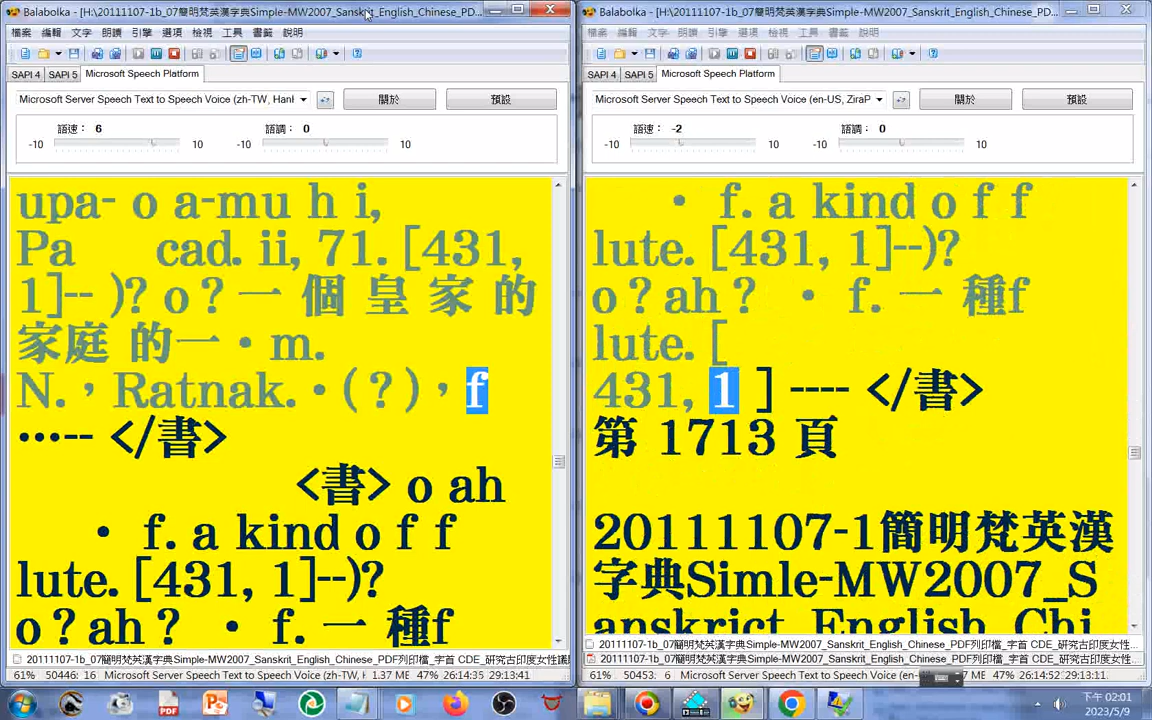 Balabolka - [H:\20111107-1b_07簡明梵英漢字典Simple-MW2007_Sanskrit_English_Chinese_PD...
檔案 編輯 文字 朗讀 引擎 選項 檢視 工具 書籤 說明
SAPI 4 SAPI 5 Microsoft Speech Platform
Microsoft Server Speech Text to Speech Voice (zh-TW, Hanl 關於 預設
語速： 6 語調： 0
-10 10 -10 10
upa- o a-mu h i,
Pa cad. ii, 71. [431,
1]-- )? o？一 個 皇 家 的
家庭 的一・m.
N.，Ratnak.・(？)，f
…-- </書>
<書> o ah
・ f. a kind o f f
lute. [431, 1]--)?
o？ah？ ・ f. 一 種f
20111107-1b_07簡明梵英漢字典Simple-MW2007_Sanskrit_English_Chinese_PDF列印檔_字首 CDE_研究古印度女性議
61% 50446: 16 Microsoft Server Speech Text to Speech Voice (zh-TW, H 1.37 ME 47% 26:14:35 29:13:41
Balabolka - [H:\20111107-1b_07簡明梵英漢字典Simple-MW2007_Sanskrit_English_Chinese_PD...
檔案 編輯 文字 朗讀 引擎 選項 檢視 工具 書籤 說明
SAPI 4 SAPI 5 Microsoft Speech Platform
Microsoft Server Speech Text to Speech Voice (en-US, ZiraP 關於 預設
語速： -2 語調： 0
-10 10 -10 10
・ f. a kind o f f
lute. [431, 1]--)?
o？ah？ ・ f. 一 種f
lute. [
431, 1 ] ---- </書>
第 1713 頁
20111107-1簡明梵英漢
字典Simle-MW2007_S
anskrict_English_Chi
20111107-1b_07簡明梵英漢字典Simple-MW2007_Sanskrit_English_Chinese_PDF列印檔_字首 CDE_研究古印度女性...
20111107-1b_07簡明梵英漢字典Simple-MW2007_Sanskrit_English_Chinese_PDF列印檔_字首 CDE_研究古印度女性...
61% 50453: 6 Microsoft Server Speech Text to Speech Voice ME 47% 26:14:52 29:13:11
下午 02:01
2023/5/9